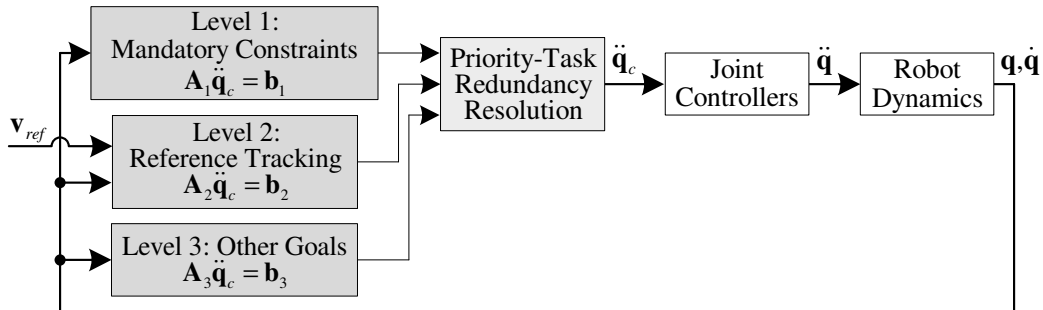 Level 1:
Mandatory Constraints
A₁q̈_c = b₁
v_ref
Level 2:
Reference Tracking
A₂q̈_c = b₂
Level 3: Other Goals
A₃q̈_c = b₃
Priority-Task
Redundancy
Resolution
q̈_c
Joint
Controllers
q̈
Robot
Dynamics
q,q̇